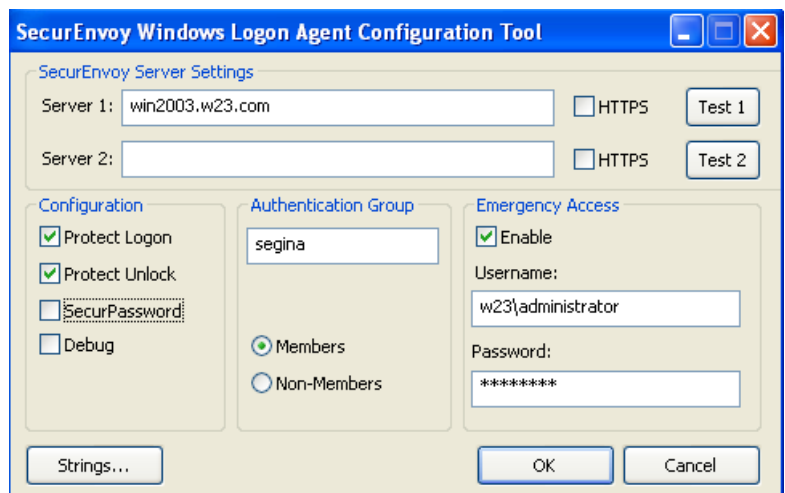 SecurEnvoy Windows Logon Agent Configuration Tool
SecurEnvoy Server Settings
Server 1: win2003.w23.com HTTPS Test 1
Server 2: HTTPS Test 2
Configuration
Protect Logon
Protect Unlock
SecurPassword
Debug
Authentication Group
segina
Members
Non-Members
Emergency Access
Enable
Username:
w23\administrator
Password:
********
Strings...
OK
Cancel